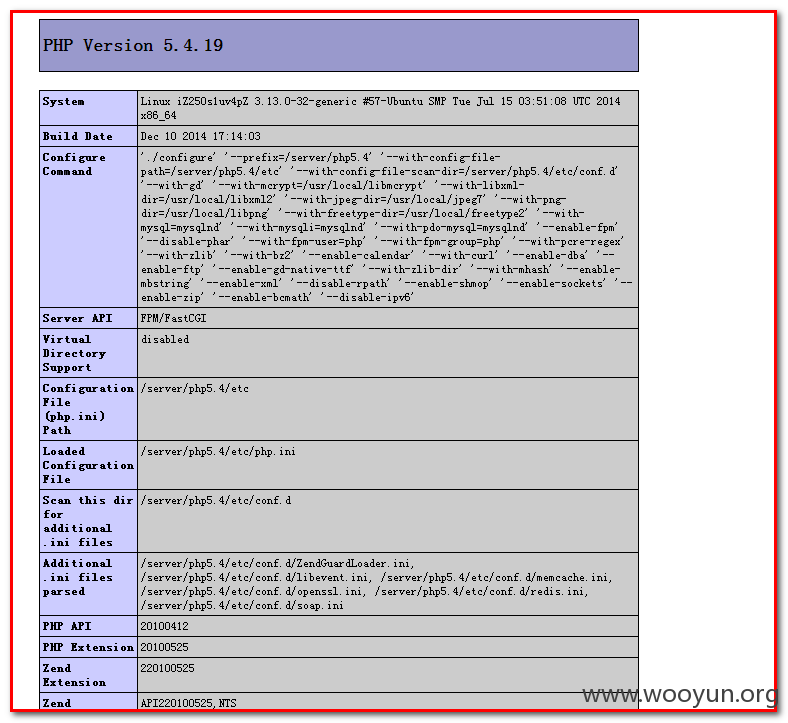 PHP Version 5.4.19
System
Linux iZ250s1uv4pZ 3.13.0-32-generic #57-Ubuntu SMP Tue Jul 15 03:51:08 UTC 2014
x86_64
Build Date
Dec 10 2014 17:14:03
Configure
Command
'./configure' '--prefix=/server/php5.4' '--with-config-file-
path=/server/php5.4/etc' '--with-config-file-scan-dir=/server/php5.4/etc/conf.d'
'--with-gd' '--with-mcrypt=/usr/local/libmcrypt' '--with-libxml-
dir=/usr/local/libxml2' '--with-jpeg-dir=/usr/local/jpeg7' '--with-png-
dir=/usr/local/libpng' '--with-freetype-dir=/usr/local/freetype2' '--with-
mysql=mysqlnd' '--with-mysqli=mysqlnd' '--with-pdo-mysql=mysqlnd' '--enable-fpm'
'--disable-phar' '--with-fpm-user=php' '--with-fpm-group=php' '--with-pcre-regex'
'--with-zlib' '--with-bz2' '--enable-calendar' '--with-curl' '--enable-dba' '--
enable-ftp' '--enable-gd-native-ttf' '--with-zlib-dir' '--with-mhash' '--enable-
mbstring' '--enable-xml' '--disable-rpath' '--enable-shmop' '--enable-sockets' '--
enable-zip' '--enable-bcmath' '--disable-ipv6'
Server API
FPM/FastCGI
Virtual
Directory
Support
disabled
Configuration
File
(php.ini)
Path
/server/php5.4/etc
Loaded
Configuration
File
/server/php5.4/etc/php.ini
Scan this dir
for
additional
.ini files
/server/php5.4/etc/conf.d
Additional
.ini files
parsed
/server/php5.4/etc/conf.d/ZendGuardLoader.ini,
/server/php5.4/etc/conf.d/libevent.ini, /server/php5.4/etc/conf.d/memcache.ini,
/server/php5.4/etc/conf.d/openssl.ini, /server/php5.4/etc/conf.d/redis.ini,
/server/php5.4/etc/conf.d/soap.ini
PHP API
20100412
PHP Extension
20100525
Zend
Extension
220100525
Zend
API220100525,NTS
www.wooyun.org